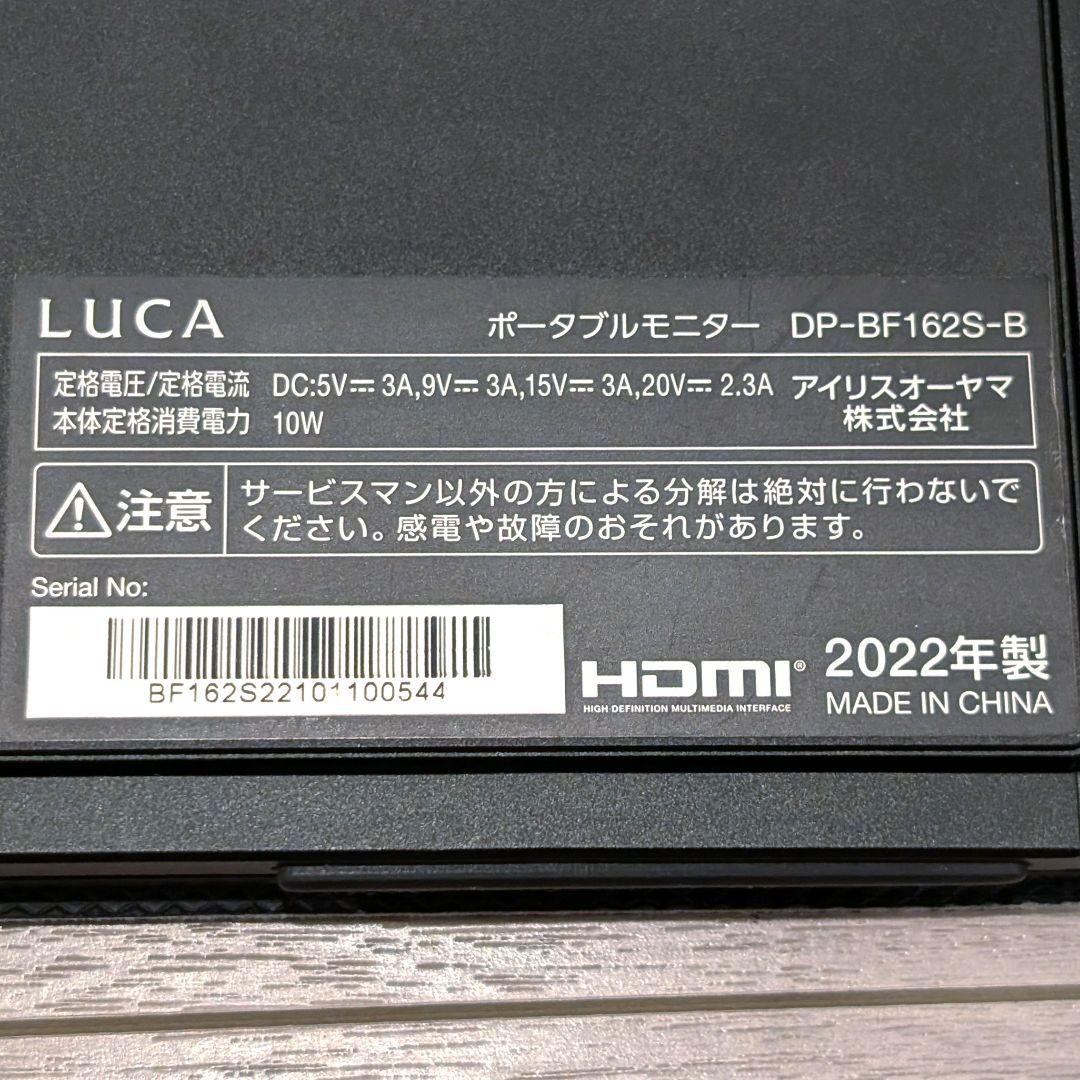 LUCA
ポータブルモニター DP-BF162S-B
定格電圧/定格電流 DC:5V⎓3A,9V⎓3A,15V⎓3A,20V⎓2.3A
本体定格消費電力 10W
アイリスオーヤマ
株式会社
注意
サービスマン以外の方による分解は絶対に行わないで
ください。感電や故障のおそれがあります。
Serial No:
BF162S22101100544
HDMI®
HIGH DEFINITION MULTIMEDIA INTERFACE
2022年製
MADE IN CHINA